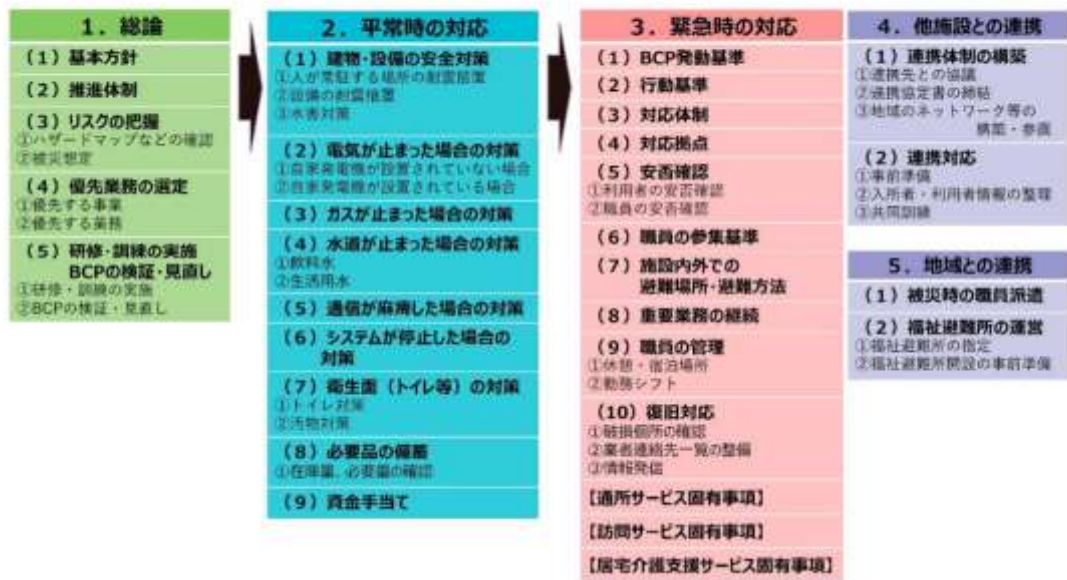 1．総論
（1）基本方針
（2）推進体制
（3）リスクの把握
①ハザードマップなどの確認
②被災想定
（4）優先業務の選定
①優先する事業
②優先する業務
（5）研修・訓練の実施
BCPの検証・見直し
①研修・訓練の実施
②BCPの検証・見直し
2．平常時の対応
（1）建物・設備の安全対策
①人が常駐する場所の耐震措置
②設備の耐震措置
③水害対策
（2）電気が止まった場合の対策
①自家発電機が設置されていない場合
②自家発電機が設置されている場合
（3）ガスが止まった場合の対策
（4）水道が止まった場合の対策
①飲料水
②生活用水
（5）通信が麻痺した場合の対策
（6）システムが停止した場合の
対策
（7）衛生面（トイレ等）の対策
①トイレ対策
②汚物対策
（8）必要品の備蓄
①在庫量、必要量の確認
（9）資金手当て
3．緊急時の対応
（1）BCP発動基準
（2）行動基準
（3）対応体制
（4）対応拠点
（5）安否確認
①利用者の安否確認
②職員の安否確認
（6）職員の参集基準
（7）施設内外での
避難場所・避難方法
（8）重要業務の継続
（9）職員の管理
①休憩・宿泊場所
②勤務シフト
（10）復旧対応
①破損個所の確認
②業者連絡先一覧の整備
③情報発信
【通所サービス固有事項】
【訪問サービス固有事項】
【居宅介護支援サービス固有事項】
4．他施設との連携
（1）連携体制の構築
①連携先との協議
②連携協定書の締結
③地域のネットワーク等の
構築・参画
（2）連携対応
①事前準備
②入所者・利用者情報の整理
③共同訓練
5．地域との連携
（1）被災時の職員派遣
（2）福祉避難所の運営
①福祉避難所の指定
②福祉避難所開設の事前準備